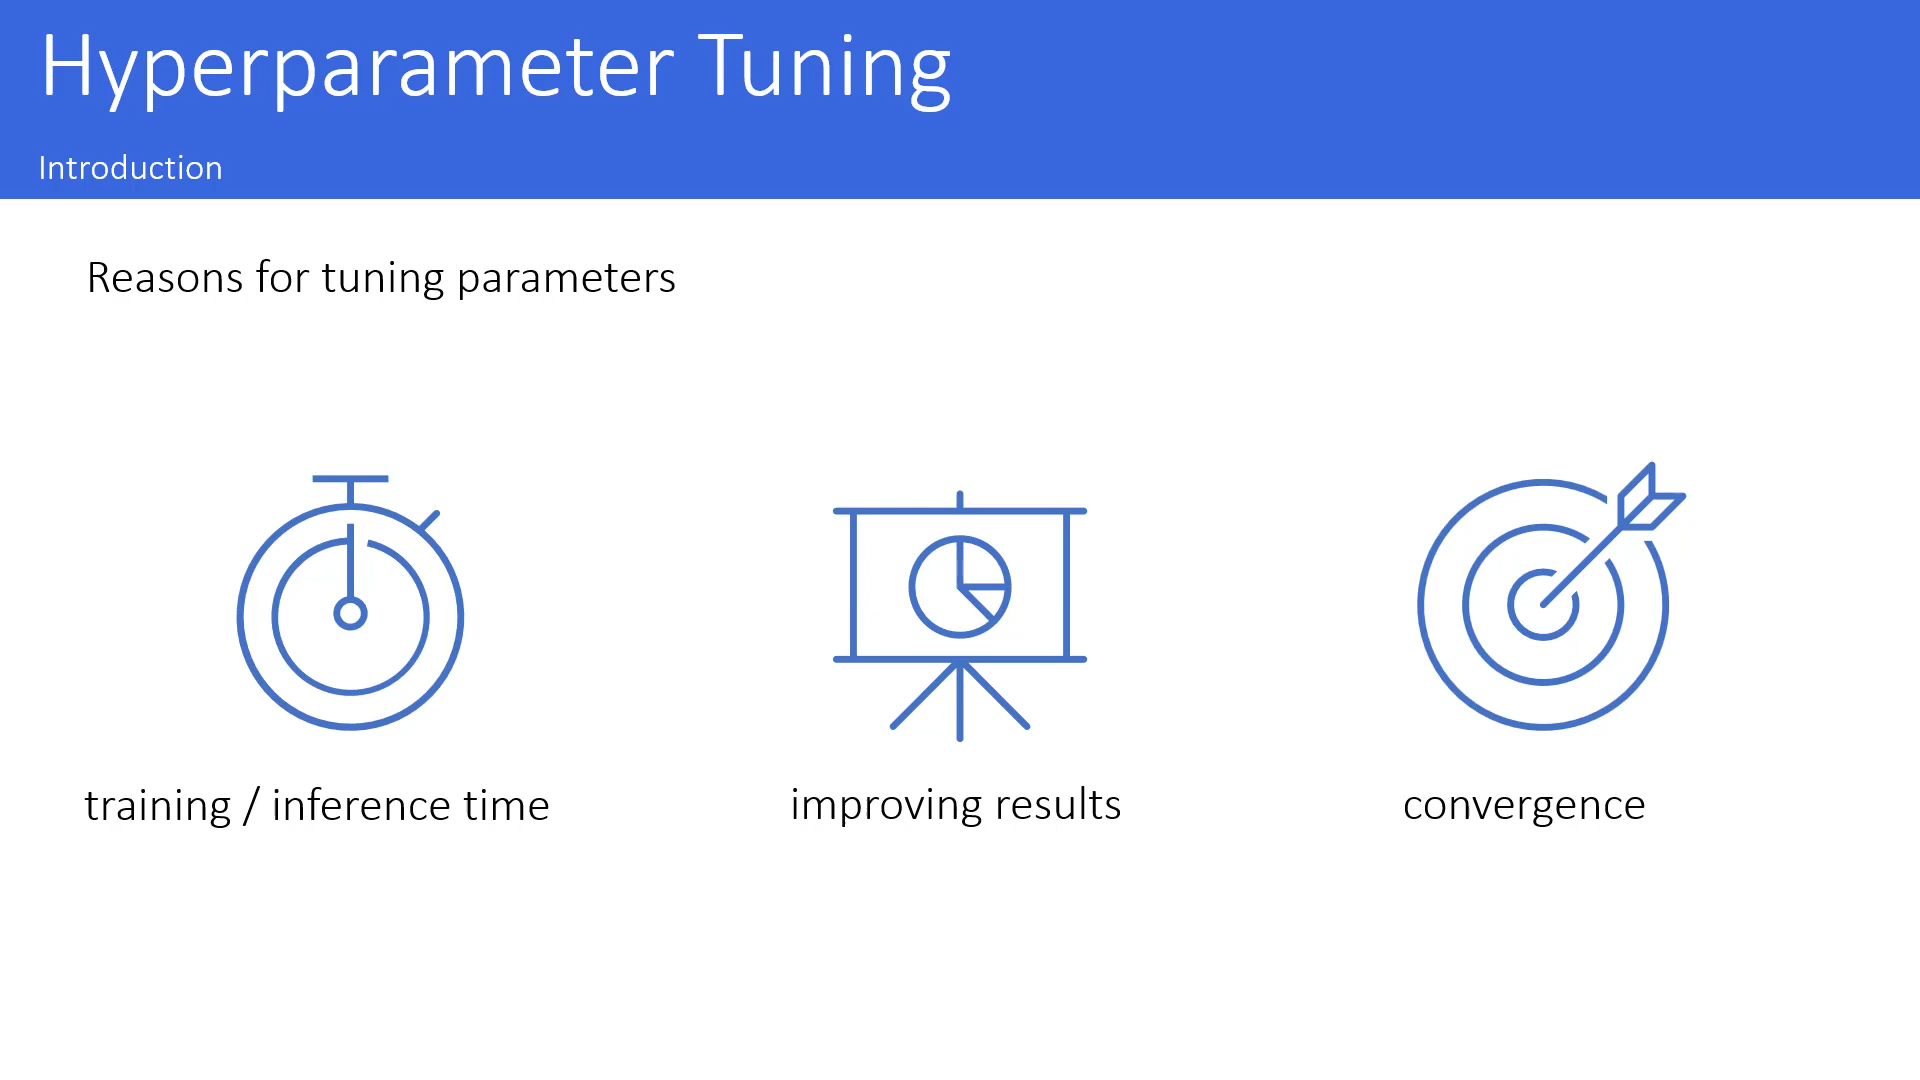 Hyperparameter Tuning
Introduction
Reasons for tuning parameters
training / inference time
improving results
convergence